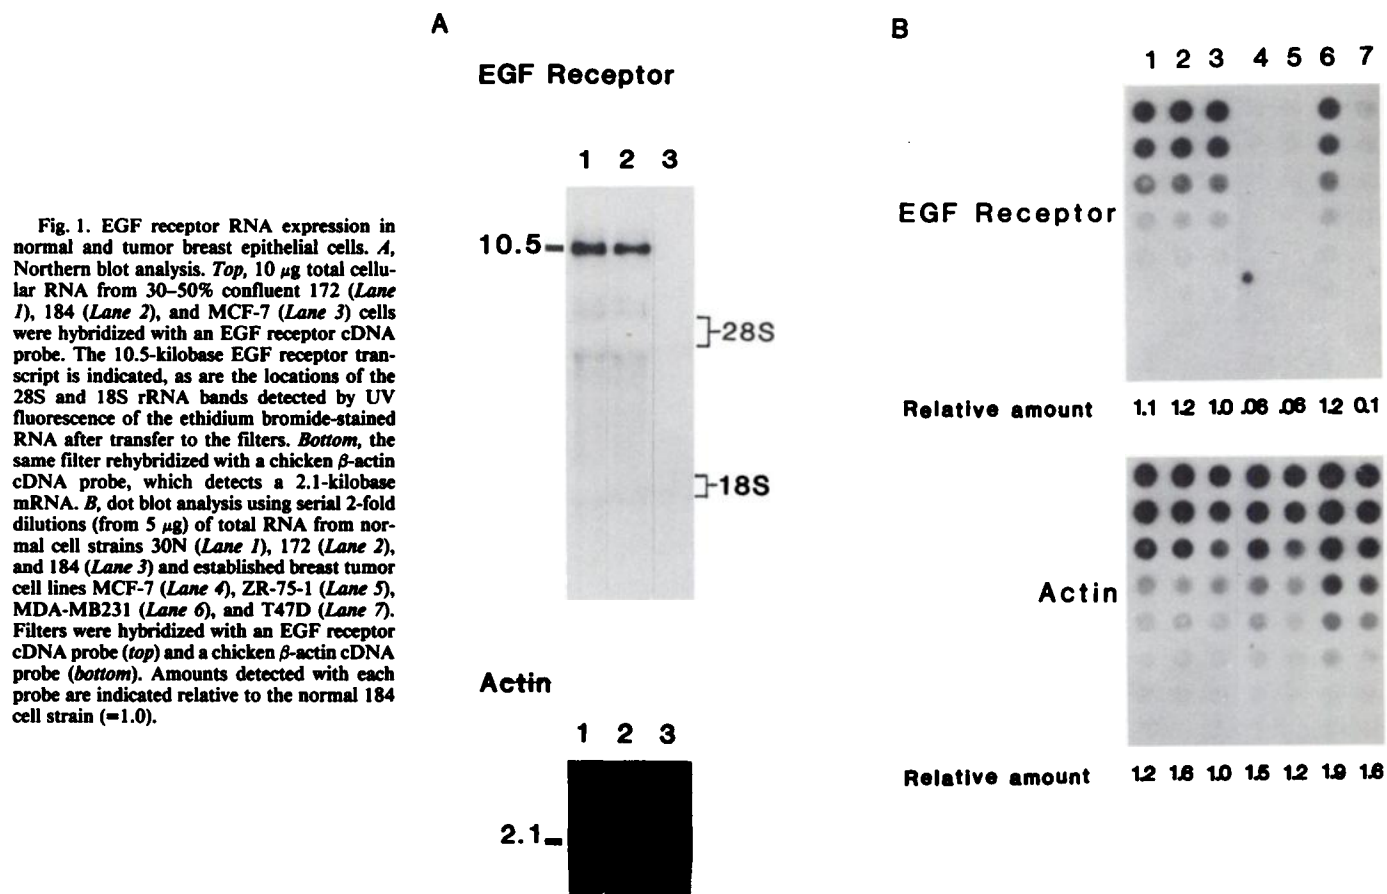 Fig. 1. EGF receptor RNA expression in
normal and tumor breast epithelial cells. A,
Northern blot analysis. Top, 10 μg total cellu-
lar RNA from 30–50% confluent 172 (Lane
1), 184 (Lane 2), and MCF-7 (Lane 3) cells
were hybridized with an EGF receptor cDNA
probe. The 10.5-kilobase EGF receptor tran-
script is indicated, as are the locations of the
28S and 18S rRNA bands detected by UV
fluorescence of the ethidium bromide-stained
RNA after transfer to the filters. Bottom, the
same filter rehybridized with a chicken β-actin
cDNA probe, which detects a 2.1-kilobase
mRNA. B, dot blot analysis using serial 2-fold
dilutions (from 5 μg) of total RNA from nor-
mal cell strains 30N (Lane 1), 172 (Lane 2),
and 184 (Lane 3) and established breast tumor
cell lines MCF-7 (Lane 4), ZR-75-1 (Lane 5),
MDA-MB231 (Lane 6), and T47D (Lane 7).
Filters were hybridized with an EGF receptor
cDNA probe (top) and a chicken β-actin cDNA
probe (bottom). Amounts detected with each
probe are indicated relative to the normal 184
cell strain (=1.0).
A
EGF Receptor
1 2 3
10.5
28S
18S
Actin
1 2 3
2.1
B
1 2 3 4 5 6 7
EGF Receptor
Relative amount 1.1 1.2 1.0 .06 .06 1.2 0.1
Actin
Relative amount 1.2 1.6 1.0 1.5 1.2 1.9 1.6